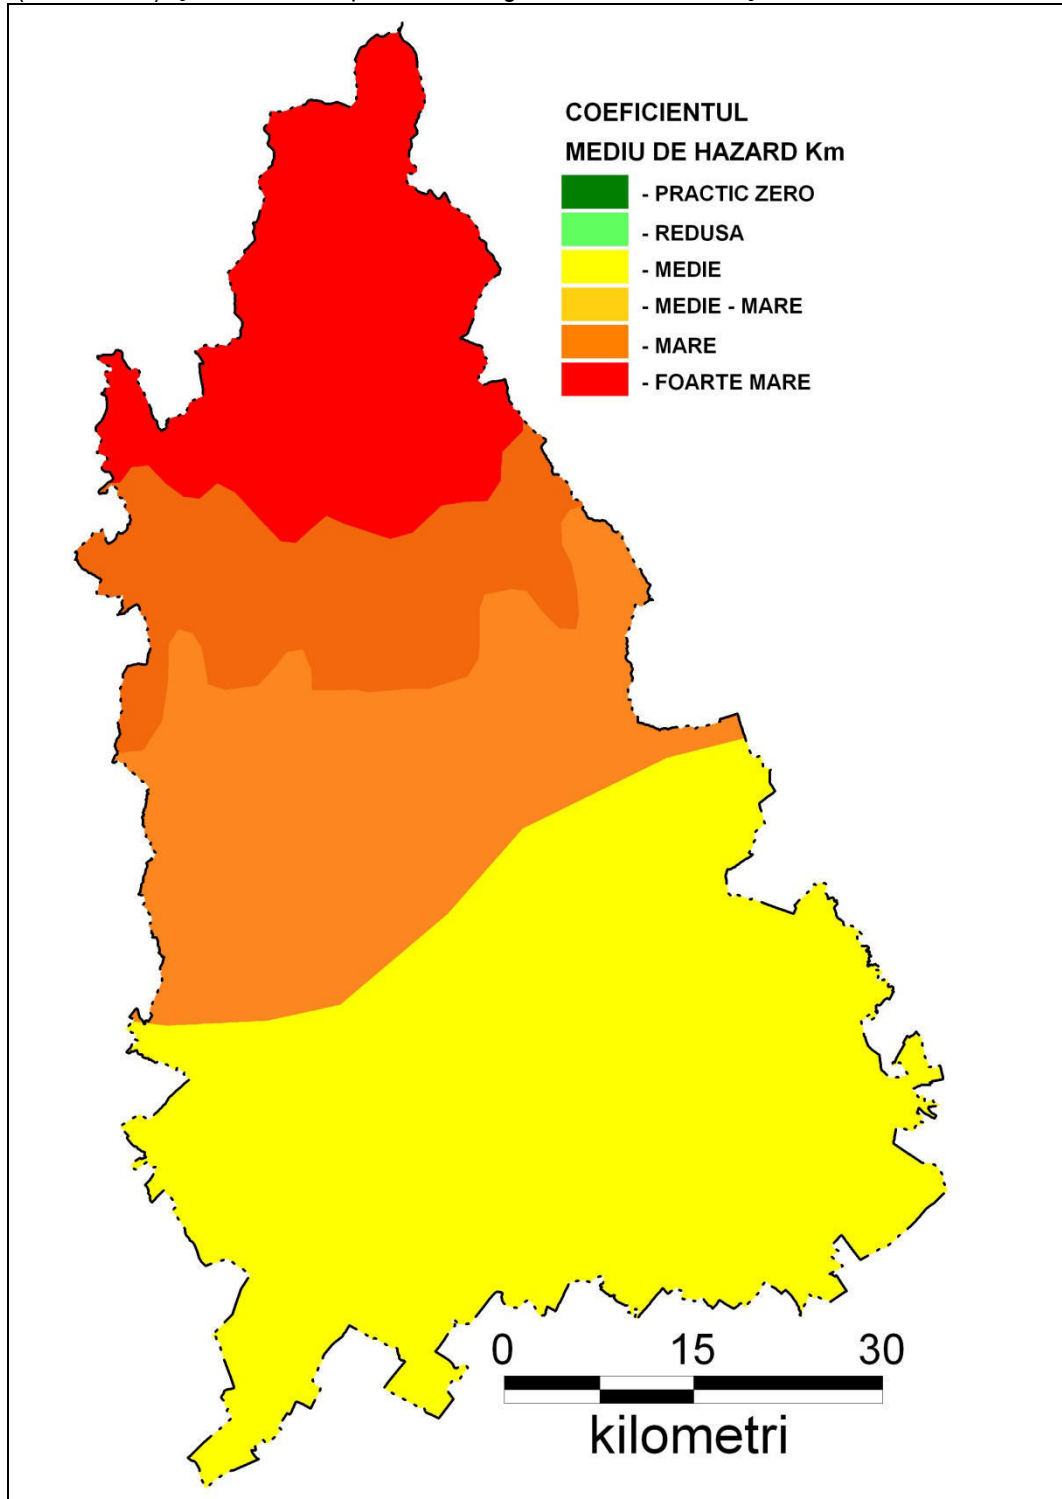 COEFICIENTUL
MEDIU DE HAZARD Km
- PRACTIC ZERO
- REDUSA
- MEDIE
- MEDIE - MARE
- MARE
- FOARTE MARE
0 15 30
kilometri